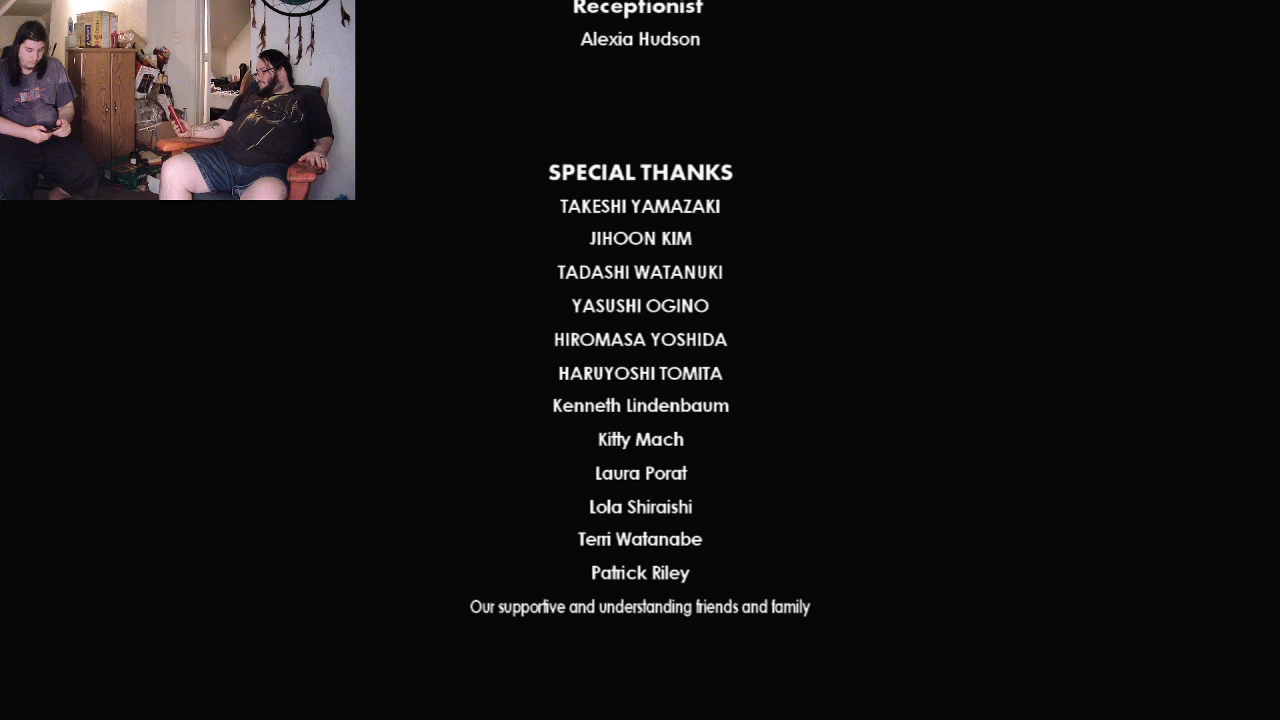 Receptionist
Alexia Hudson
SPECIAL THANKS
TAKESHI YAMAZAKI
JIHOON KIM
TADASHI WATANUKI
YASUSHI OGINO
HIROMASA YOSHIDA
HARUYOSHI TOMITA
Kenneth Lindenbaum
Kitty Mach
Laura Porat
Lola Shiraishi
Terri Watanabe
Patrick Riley
Our supportive and understanding friends and family